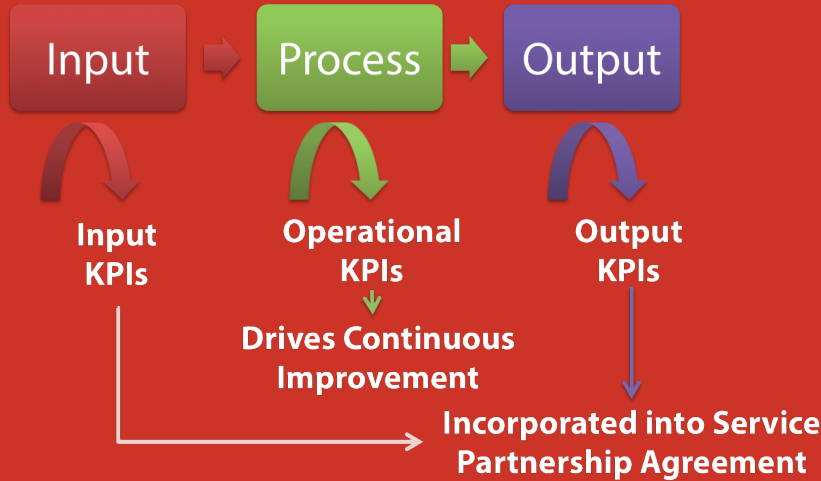 Input
Process
Output
Input
KPIs
Operational
KPIs
Output
KPIs
Drives Continuous
Improvement
Incorporated into Service
Partnership Agreement